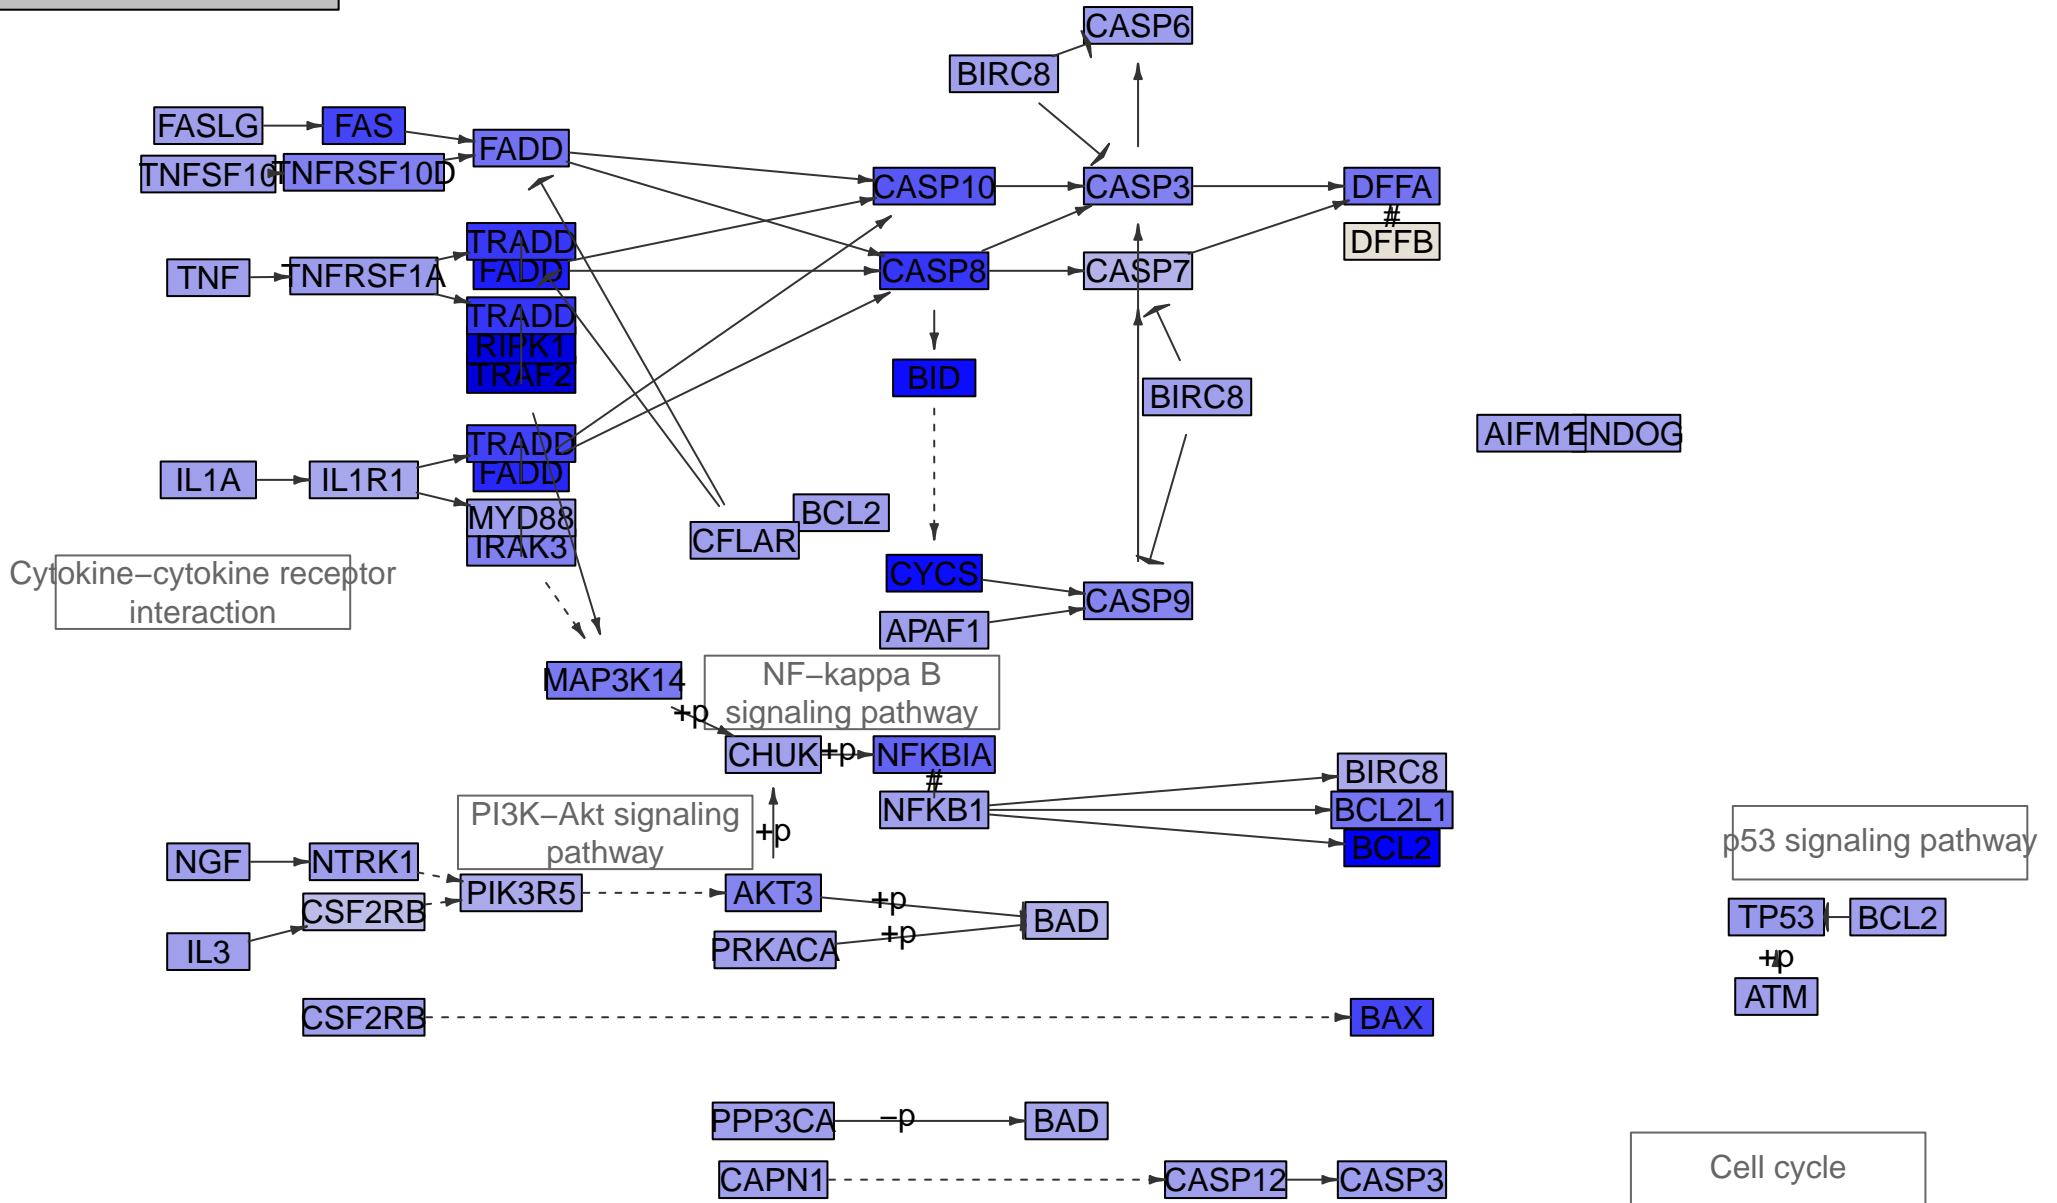 CASP6
BIRC8
FASLG
FAS
FADD
TNFSF10
TNFRSF10D
CASP10
CASP3
DFFA
#
DFFB
TRADD
FADD
TNF
TNFRSF1A
CASP8
CASP7
TRADD
RIPK1
TRAF2
BID
BIRC8
TRADD
FADD
AIFM1
ENDOG
IL1A
IL1R1
MYD88
IRAK3
BCL2
CFLAR
Cytokine−cytokine receptor
interaction
CYCS
CASP9
APAF1
MAP3K14
NF−kappa B
signaling pathway
+p
CHUK
+p
NFKBIA
#
NFKB1
BIRC8
BCL2L1
BCL2
PI3K−Akt signaling
pathway
+p
p53 signaling pathway
NGF
NTRK1
CSF2RB
PIK3R5
AKT3
+p
BAD
TP53
BCL2
IL3
PRKACA
+p
+p
ATM
CSF2RB
BAX
PPP3CA
−p
BAD
CAPN1
CASP12
CASP3
Cell cycle